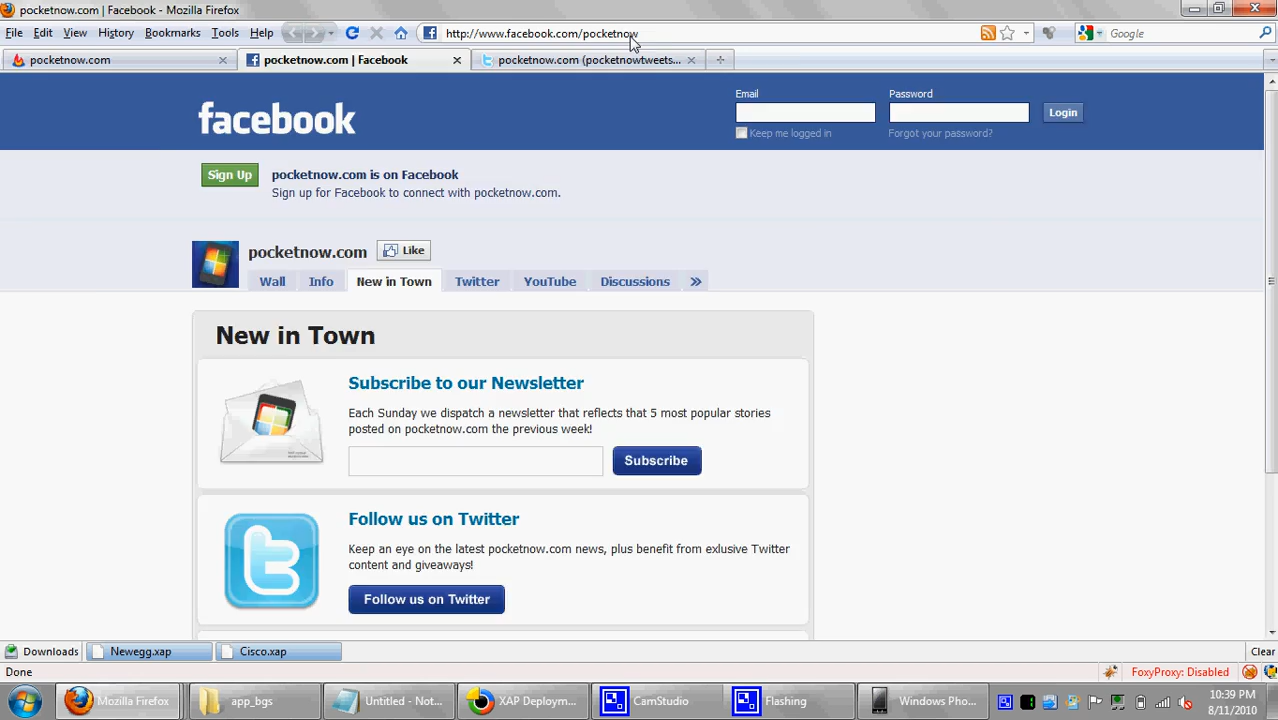 pocketnow.com | Facebook - Mozilla Firefox
File Edit View History Bookmarks Tools Help
http://www.facebook.com/pocketnow
Google
pocketnow.com
pocketnow.com | Facebook
pocketnow.com (pocketnowtweets...
facebook
Email
Password
Login
Keep me logged in
Forgot your password?
Sign Up
pocketnow.com is on Facebook
Sign up for Facebook to connect with pocketnow.com.
pocketnow.com
Like
Wall Info New in Town Twitter YouTube Discussions »
New in Town
Subscribe to our Newsletter
Each Sunday we dispatch a newsletter that reflects that 5 most popular stories
posted on pocketnow.com the previous week!
Subscribe
Follow us on Twitter
Keep an eye on the latest pocketnow.com news, plus benefit from exlusive Twitter
content and giveaways!
Follow us on Twitter
Downloads
Newegg.xap
Cisco.xap
Clear
Done
FoxyProxy: Disabled
Mozilla Firefox
app_bgs
Untitled - Not...
XAP Deploym...
CamStudio
Flashing
Windows Pho...
10:39 PM
8/11/2010